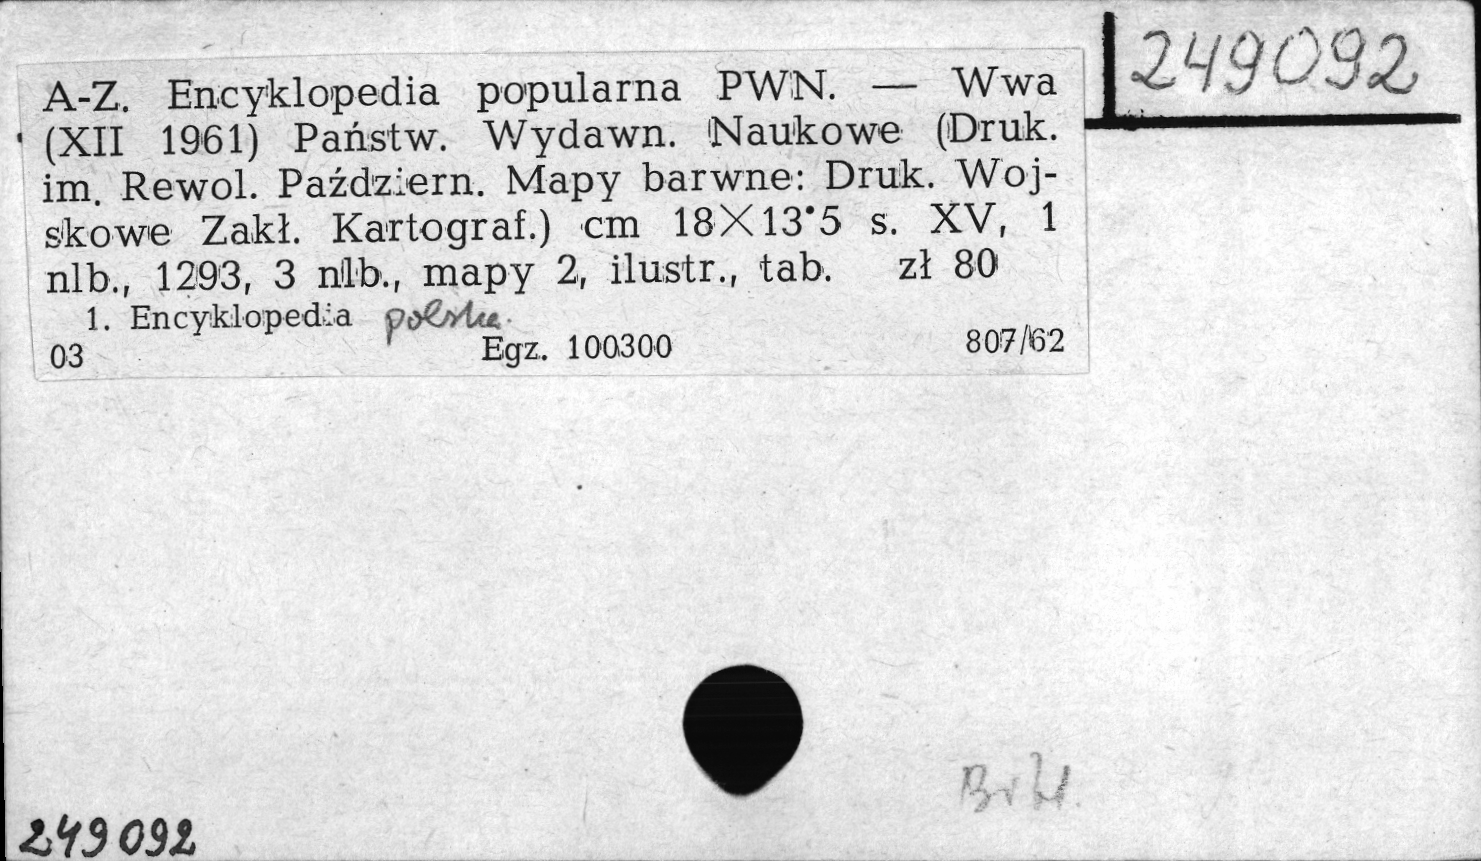 249092
A-Z. Encyklopedia popularna PWN. — Wwa
(XII 1961) Państw. Wydawn. Naukowe (Druk.
im. Rewol. Październ. Mapy barwne: Druk. Woj-
skowe Zakł. Kartograf.) cm 18×13·5 s. XV, 1
nlb., 1293, 3 nlb., mapy 2, ilustr., tab. zł 80
1. Encyklopedia polska.
03 Egz. 100300 807/62
249092